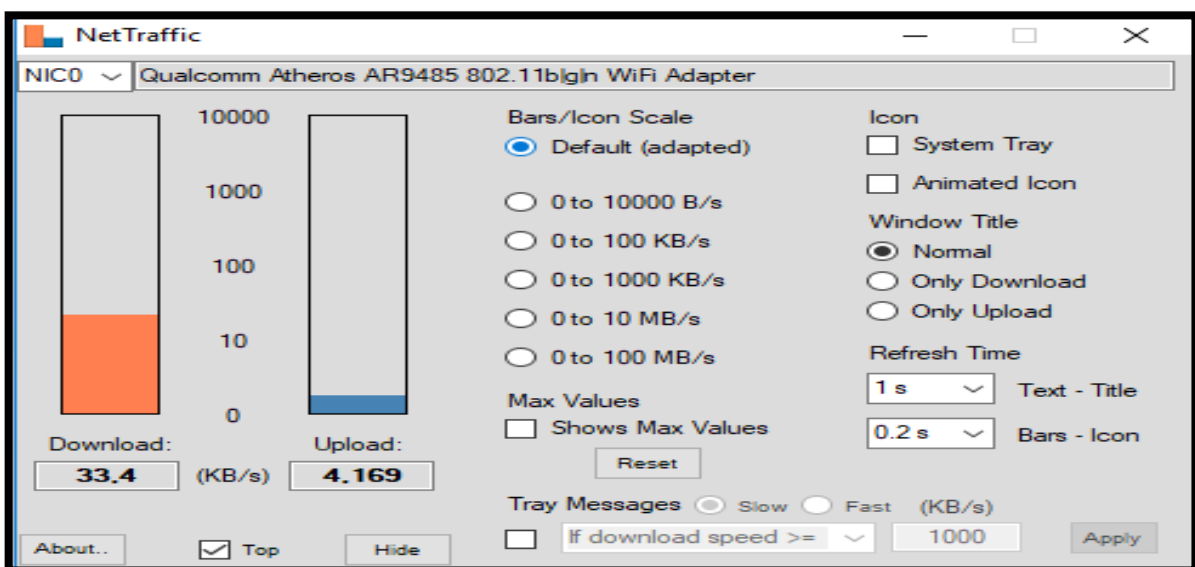 NetTraffic
NIC0 Qualcomm Atheros AR9485 802.11b|g|n WiFi Adapter
10000
1000
100
10
0
Download:
Upload:
33,4
(KB/s)
4,169
About..
Top
Hide
Bars/Icon Scale
Default (adapted)
0 to 10000 B/s
0 to 100 KB/s
0 to 1000 KB/s
0 to 10 MB/s
0 to 100 MB/s
Max Values
Shows Max Values
Reset
Icon
System Tray
Animated Icon
Window Title
Normal
Only Download
Only Upload
Refresh Time
1 s Text - Title
0.2 s Bars - Icon
Tray Messages Slow Fast (KB/s)
If download speed >= 1000 Apply